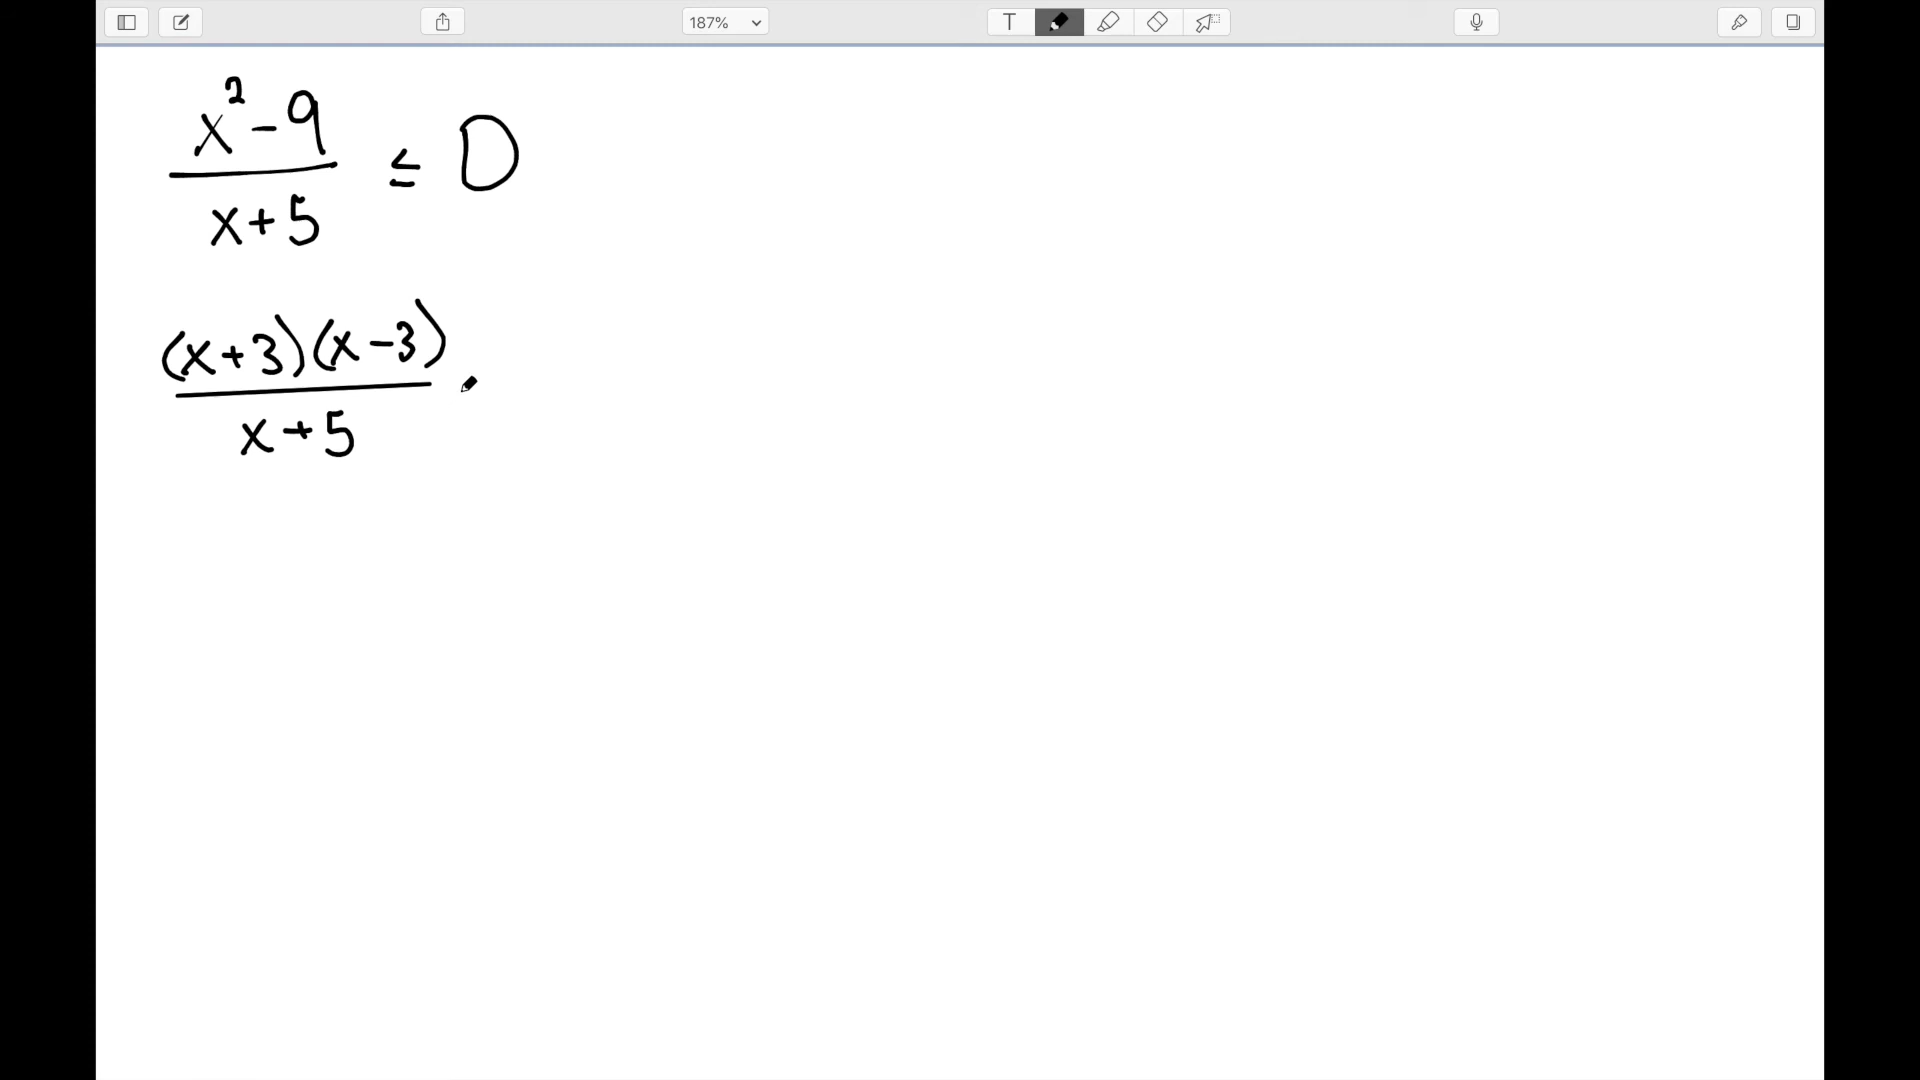 187%
T
x² - 9
≤ 0
x + 5
(x + 3)(x - 3)
x + 5